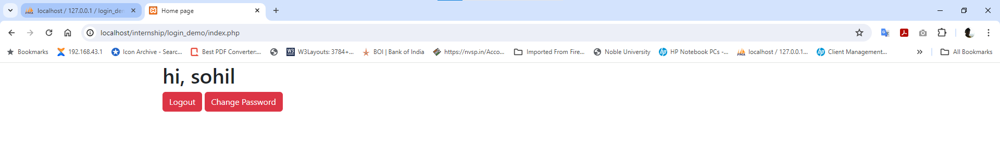 localhost / 127.0.0.1 / login_de
Home page
localhost/internship/login_demo/index.php
Bookmarks
192.168.43.1
Icon Archive - Searc...
Best PDF Converter:...
W3Layouts: 3784+...
BOI | Bank of India
https://nvsp.in/Acco...
Imported From Fire...
Noble University
HP Notebook PCs -...
localhost / 127.0.0.1...
Client Management...
All Bookmarks
hi, sohil
Logout
Change Password